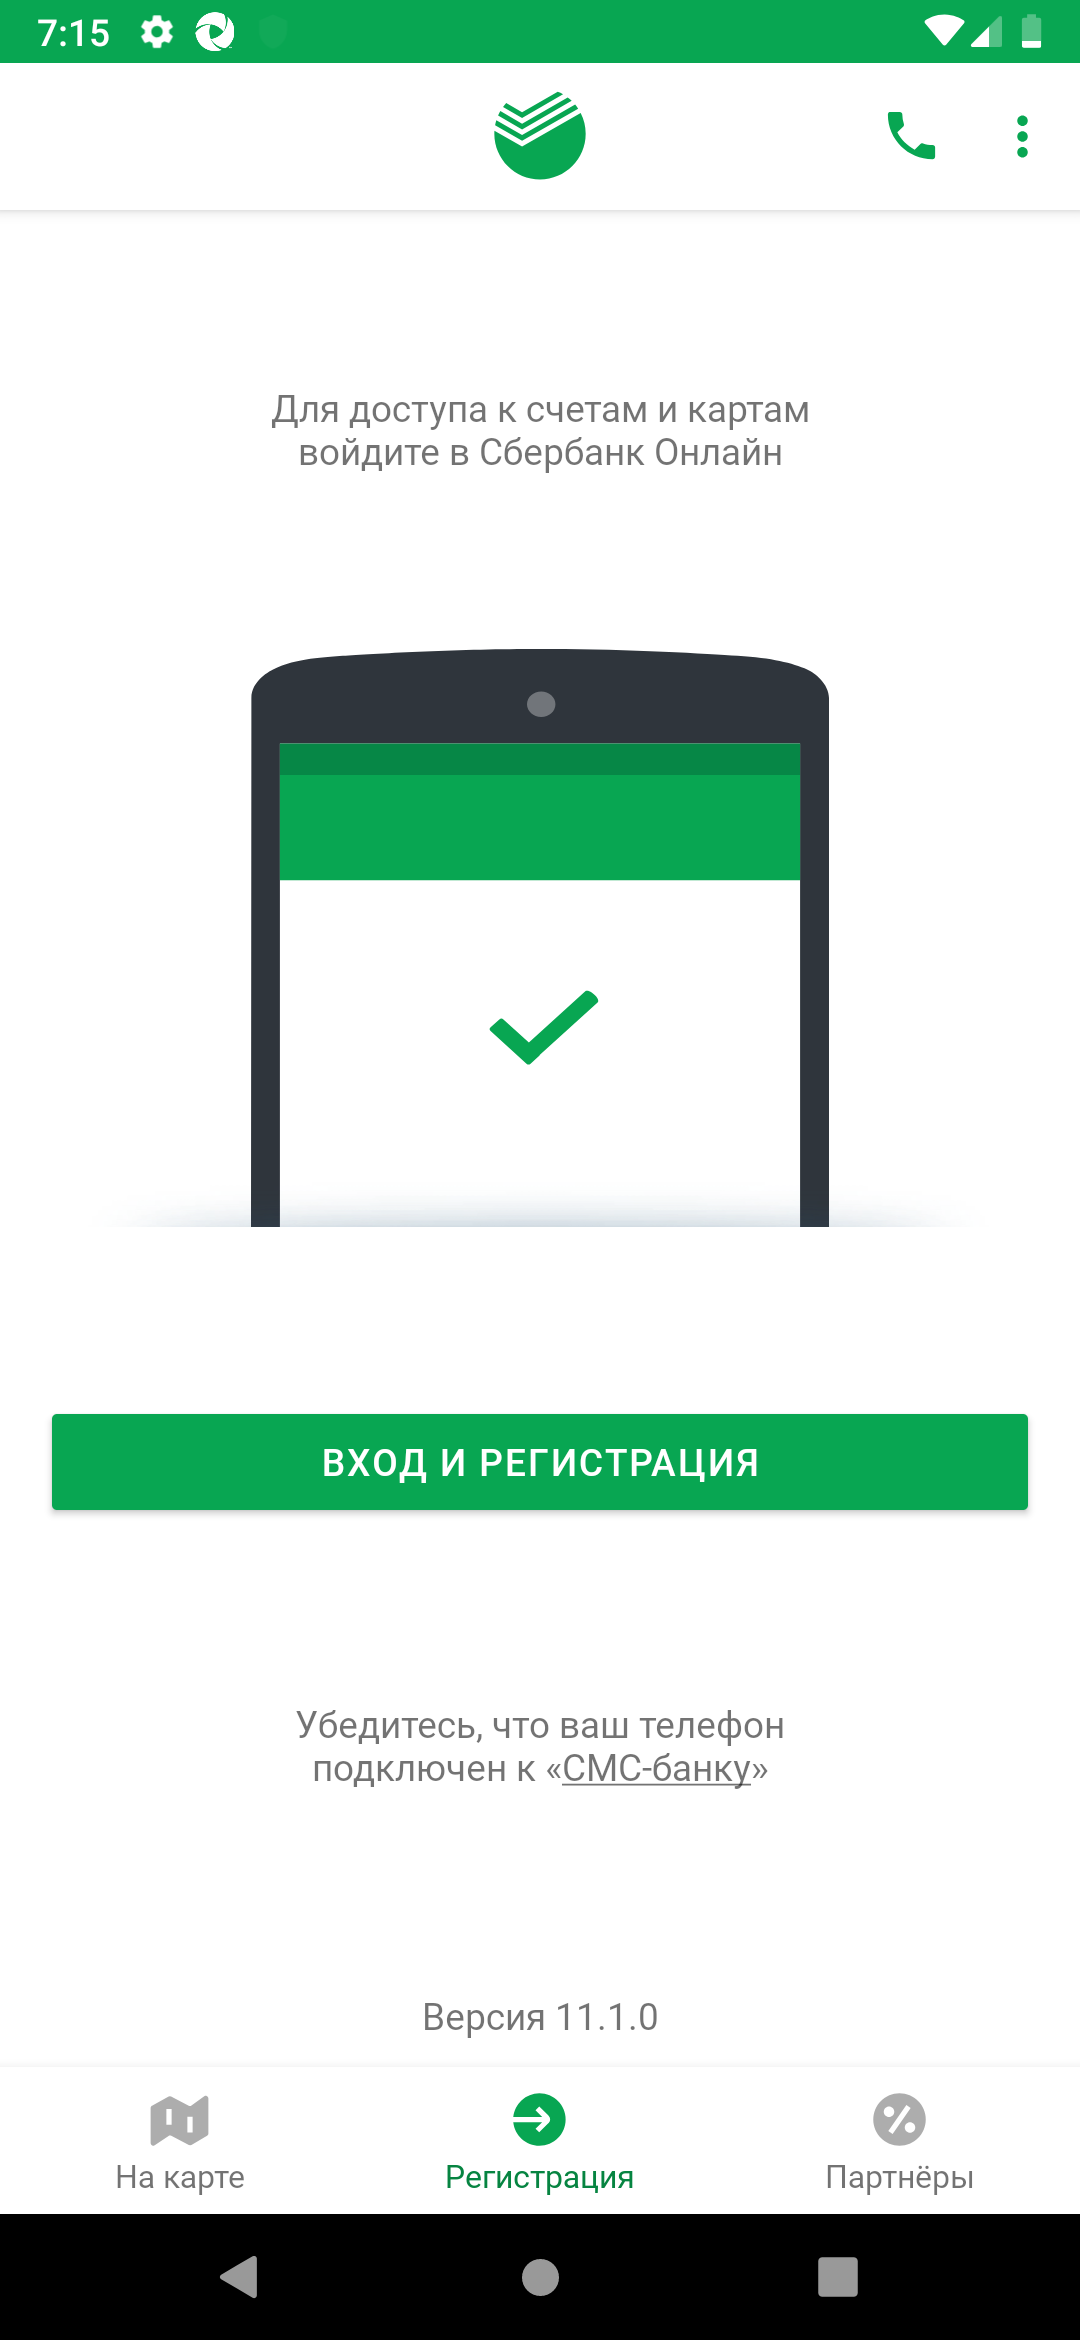 7:15
Для доступа к счетам и картам
войдите в Сбербанк Онлайн
ВХОД И РЕГИСТРАЦИЯ
Убедитесь, что ваш телефон
подключен к «СМС-банку»
Версия 11.1.0
На карте
Регистрация
Партнёры